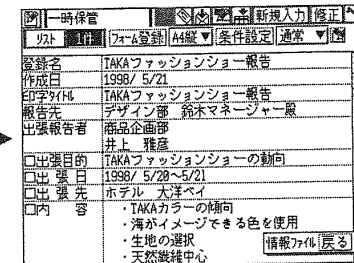 一時保管 新規入力 修正
リスト 1件 フォーム登録 A4縦▼ 条件設定 通常 ▼
登録名 TAKAファッションショー報告
作成日 1998/ 5/21
印字タイトル TAKAファッションショー報告
報告先 デザイン部 鈴木マネージャー殿
出張報告者 商品企画部
井上 雅彦
□出張目的 TAKAファッションショーの動向
□出 張 日 1998/ 5/20~5/21
□出 張 先 ホテル 大洋ベイ
□内 容 ・TAKAカラーの傾向
・海がイメージできる色を使用
・生地の選択
・天然繊維中心
情報ファイル 戻る